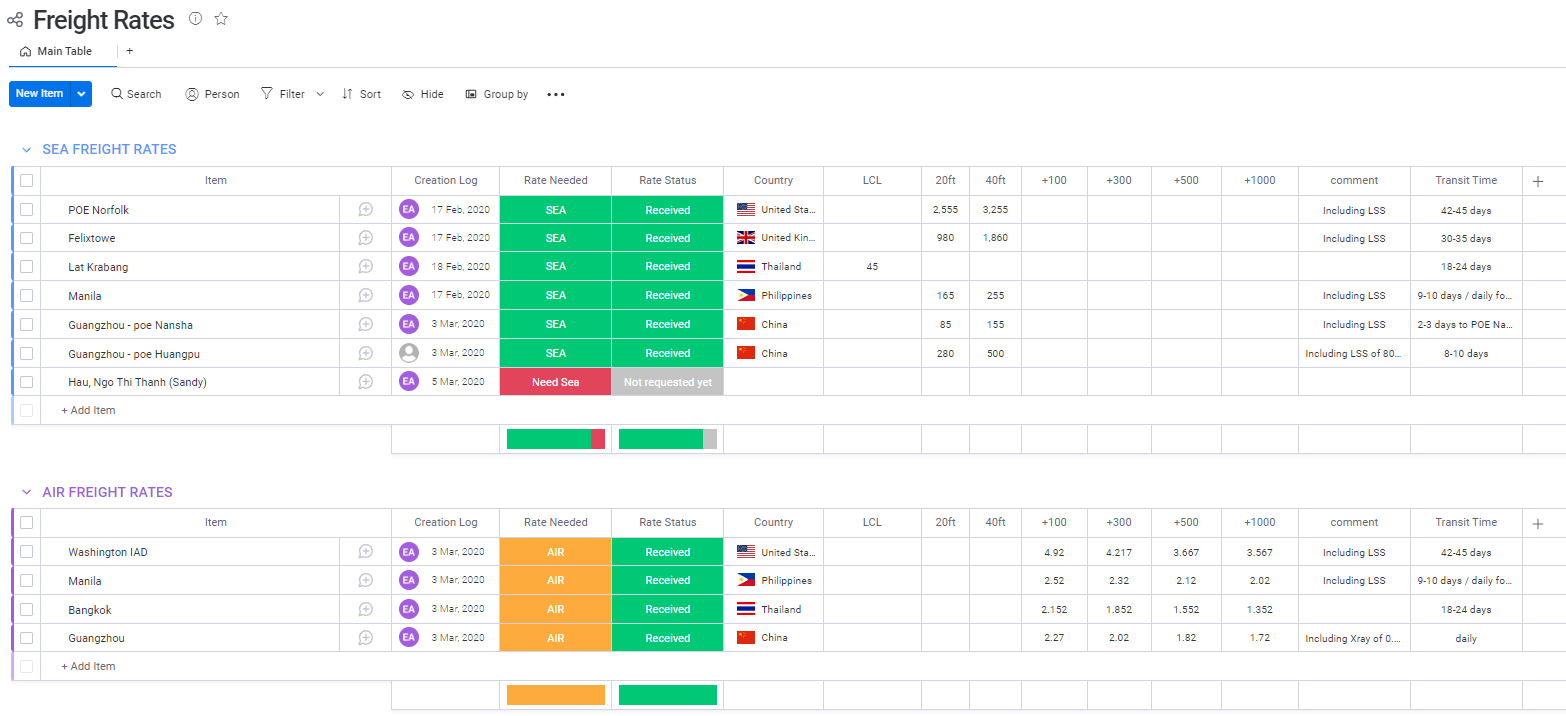 Freight Rates
Main Table +
New Item Search Person Filter Sort Hide Group by •••
SEA FREIGHT RATES
Item Creation Log Rate Needed Rate Status Country LCL 20ft 40ft +100 +300 +500 +1000 comment Transit Time +
POE Norfolk EA 17 Feb, 2020 SEA Received United Sta... 2,555 3,255 Including LSS 42-45 days
Felixtowe EA 17 Feb, 2020 SEA Received United Kin... 980 1,860 Including LSS 30-35 days
Lat Krabang EA 18 Feb, 2020 SEA Received Thailand 45 18-24 days
Manila EA 17 Feb, 2020 SEA Received Philippines 165 255 Including LSS 9-10 days / daily fo...
Guangzhou - poe Nansha EA 3 Mar, 2020 SEA Received China 85 155 Including LSS 2-3 days to POE Na...
Guangzhou - poe Huangpu 3 Mar, 2020 SEA Received China 280 500 Including LSS of 80... 8-10 days
Hau, Ngo Thi Thanh (Sandy) EA 5 Mar, 2020 Need Sea Not requested yet
+ Add Item
AIR FREIGHT RATES
Item Creation Log Rate Needed Rate Status Country LCL 20ft 40ft +100 +300 +500 +1000 comment Transit Time +
Washington IAD EA 3 Mar, 2020 AIR Received United Sta... 4.92 4.217 3.667 3.567 Including LSS 42-45 days
Manila EA 3 Mar, 2020 AIR Received Philippines 2.52 2.32 2.12 2.02 Including LSS 9-10 days / daily fo...
Bangkok EA 3 Mar, 2020 AIR Received Thailand 2.152 1.852 1.552 1.352 18-24 days
Guangzhou EA 3 Mar, 2020 AIR Received China 2.27 2.02 1.82 1.72 Including Xray of 0.... daily
+ Add Item